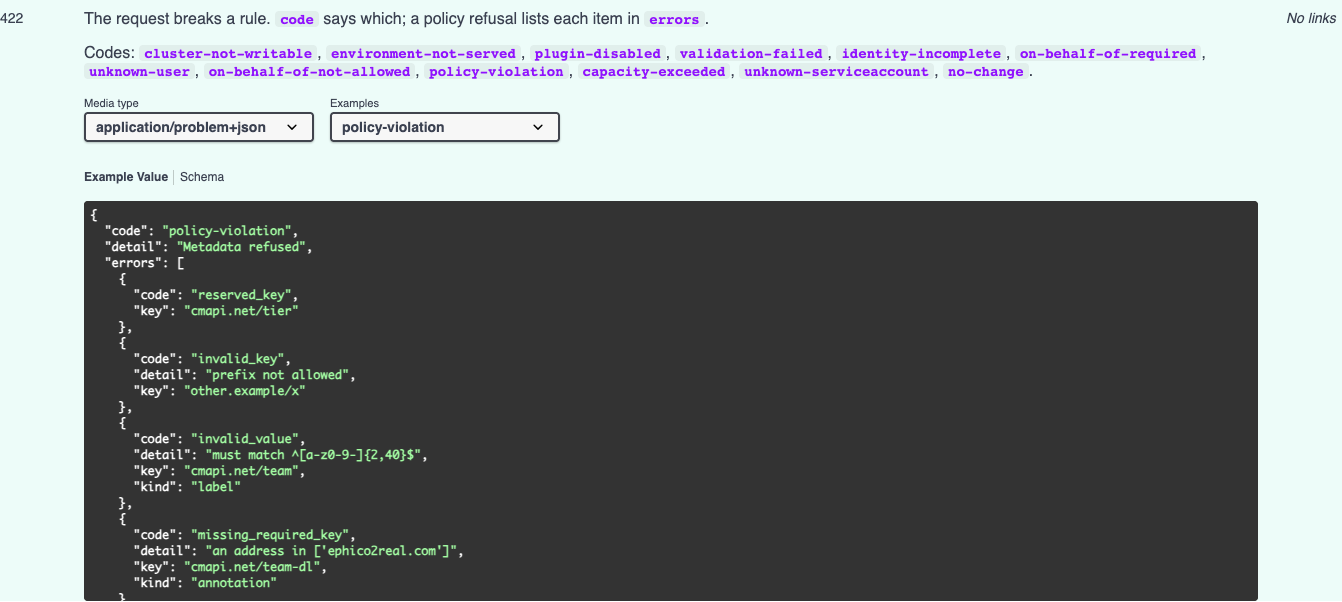 422 The request breaks a rule. code says which; a policy refusal lists each item in errors. No links
Codes: cluster-not-writable, environment-not-served, plugin-disabled, validation-failed, identity-incomplete, on-behalf-of-required,
unknown-user, on-behalf-of-not-allowed, policy-violation, capacity-exceeded, unknown-serviceaccount, no-change.
Media type Examples
application/problem+json policy-violation
Example Value Schema
{
  "code": "policy-violation",
  "detail": "Metadata refused",
  "errors": [
    {
      "code": "reserved_key",
      "key": "cmapi.net/tier"
    },
    {
      "code": "invalid_key",
      "detail": "prefix not allowed",
      "key": "other.example/x"
    },
    {
      "code": "invalid_value",
      "detail": "must match ^[a-z0-9-]{2,40}$",
      "key": "cmapi.net/team",
      "kind": "label"
    },
    {
      "code": "missing_required_key",
      "detail": "an address in ['ephico2real.com']",
      "key": "cmapi.net/team-dl",
      "kind": "annotation"
    }